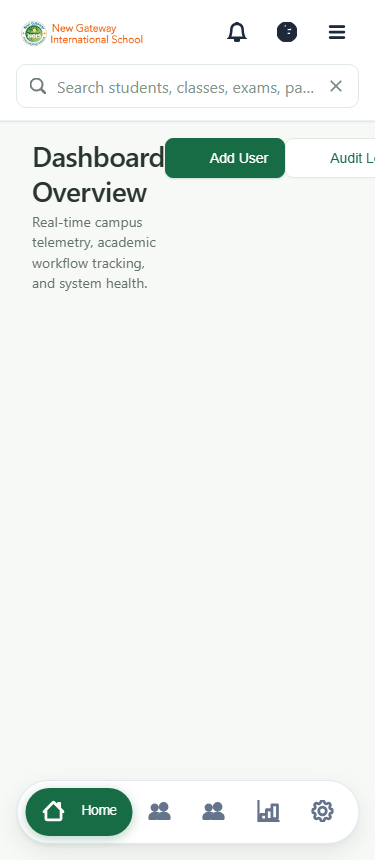 New Gateway
International School
Search students, classes, exams, pa...
Dashboard
Overview
Add User
Audit L
Real-time campus
telemetry, academic
workflow tracking,
and system health.
Home